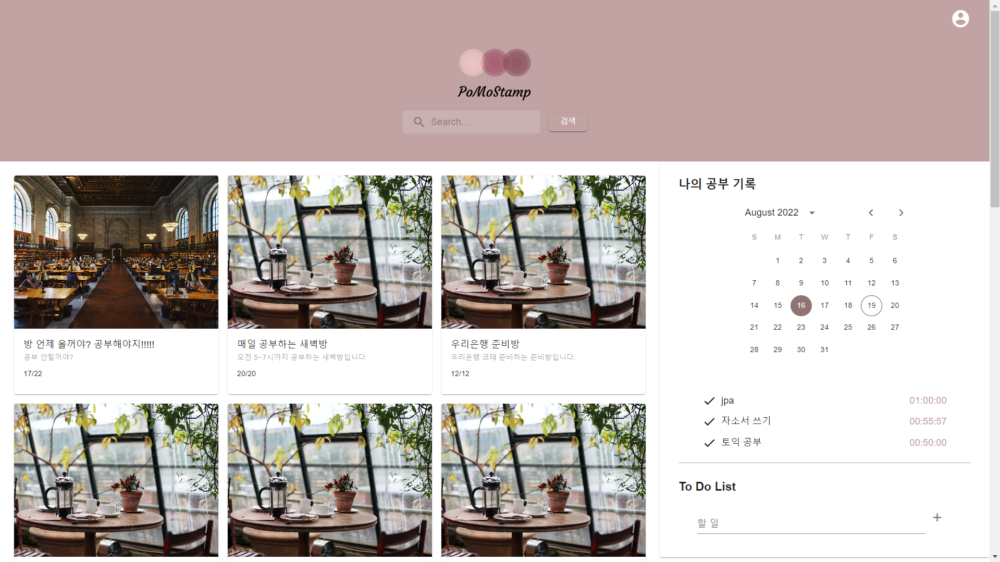 PoMoStamp
Search…
검색
방 언제 올꺼야? 공부해야지!!!!!
공부 안할꺼야?
17/22
매일 공부하는 새벽방
오전 5~7시까지 공부하는 새벽방입니다.
20/20
우리은행 준비방
우리은행 코테 준비하는 준비방입니다.
12/12
나의 공부 기록
August 2022
S M T W T F S
1 2 3 4 5 6
7 8 9 10 11 12 13
14 15 16 17 18 19 20
21 22 23 24 25 26 27
28 29 30 31
jpa 01:00:00
자소서 쓰기 00:55:57
토익 공부 00:50:00
To Do List
할 일